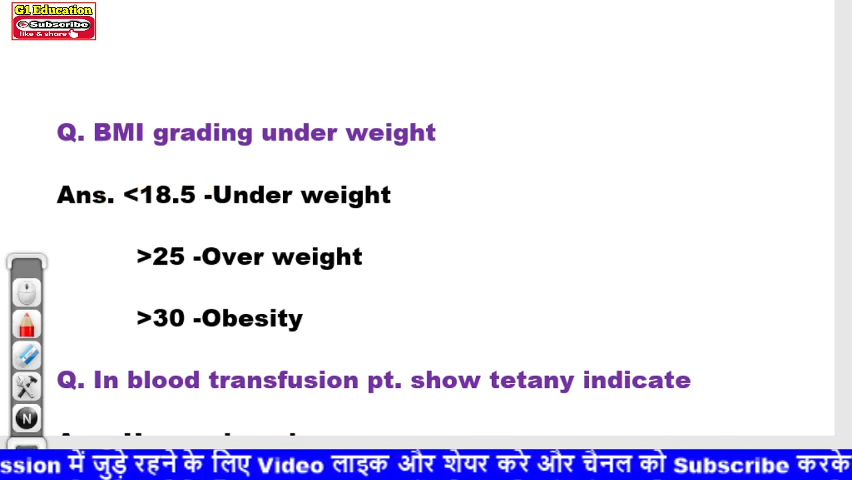 G1 Education
Subscribe
like & share
Q. BMI grading under weight
Ans. <18.5 -Under weight
>25 -Over weight
>30 -Obesity
Q. In blood transfusion pt. show tetany indicate
N
ssion में जुड़े रहने के लिए Video लाइक और शेयर करे और चैनल को Subscribe करके